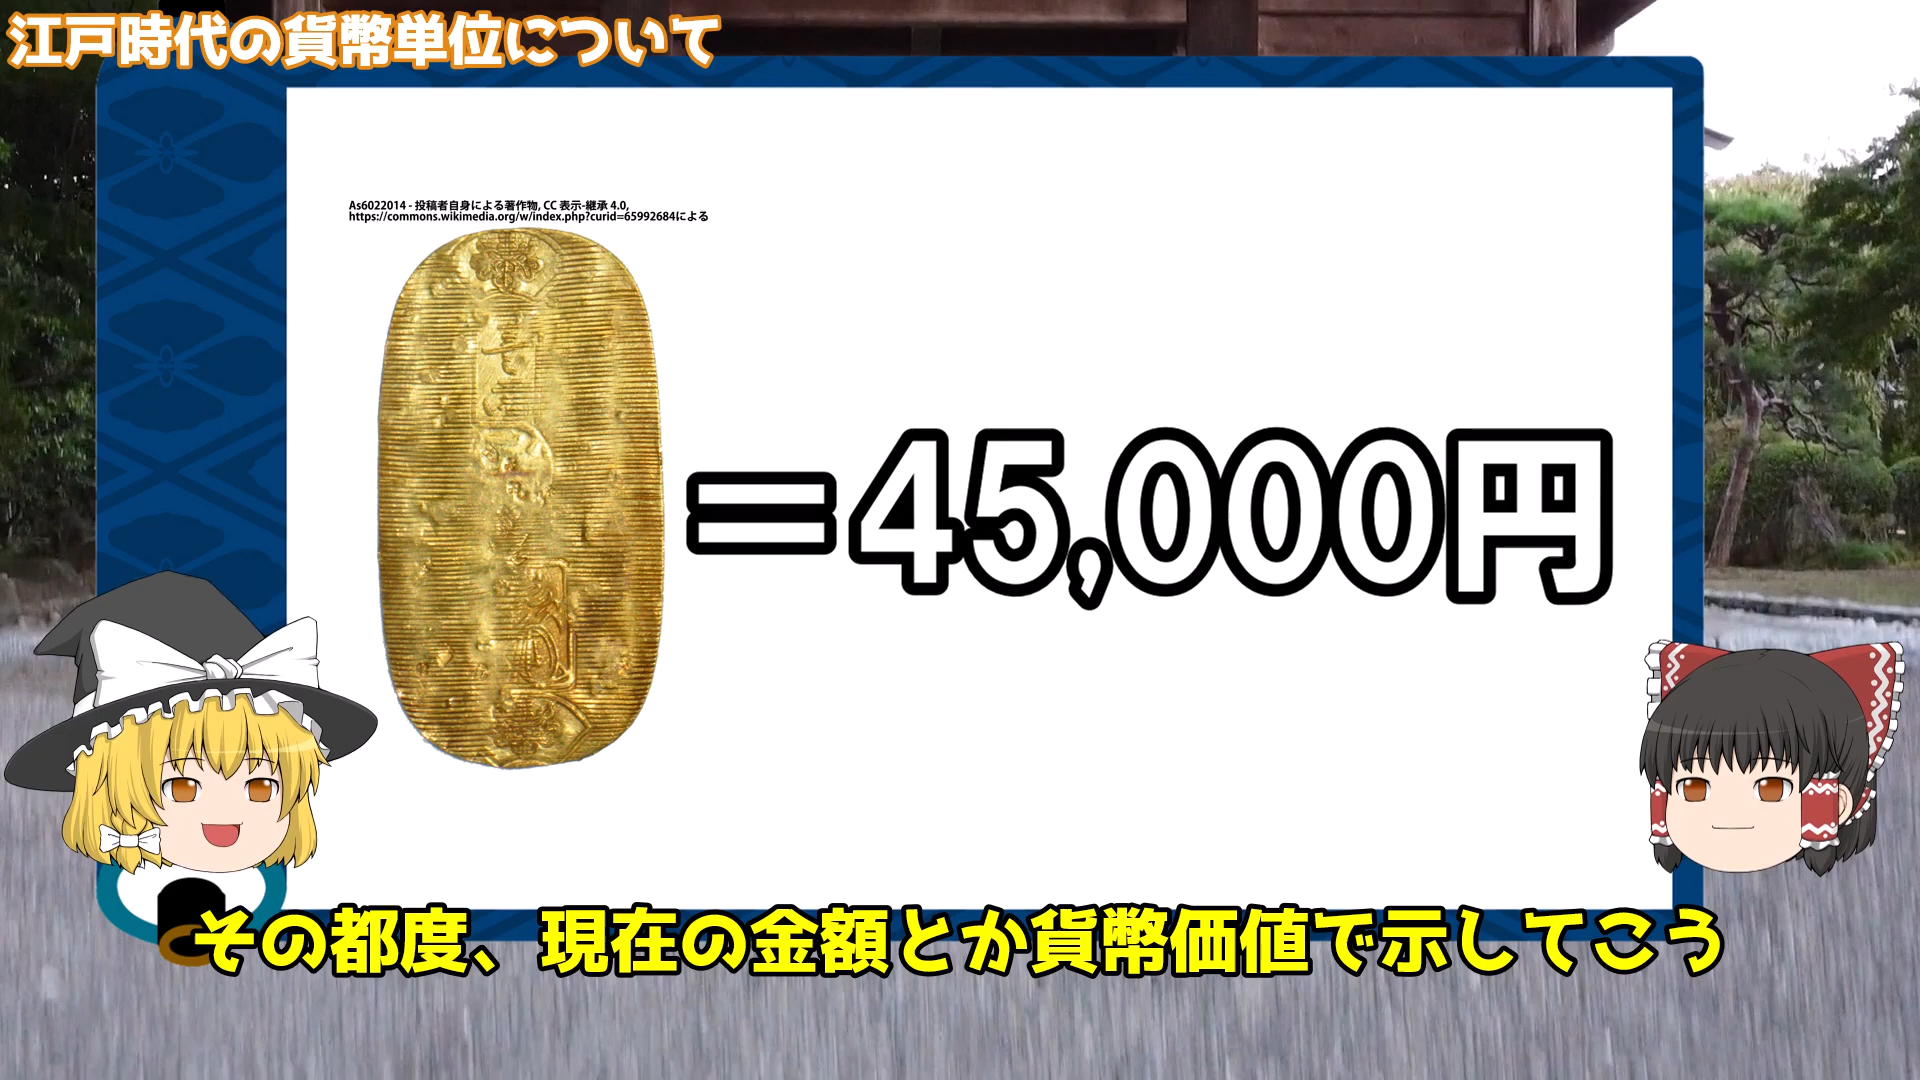 江戸時代の貨幣単位について
As6022014 - 投稿者自身による著作物, CC 表示-継承 4.0,
https://commons.wikimedia.org/w/index.php?curid=65992684による
=45,000円
その都度、現在の金額とか貨幣価値で示してこう